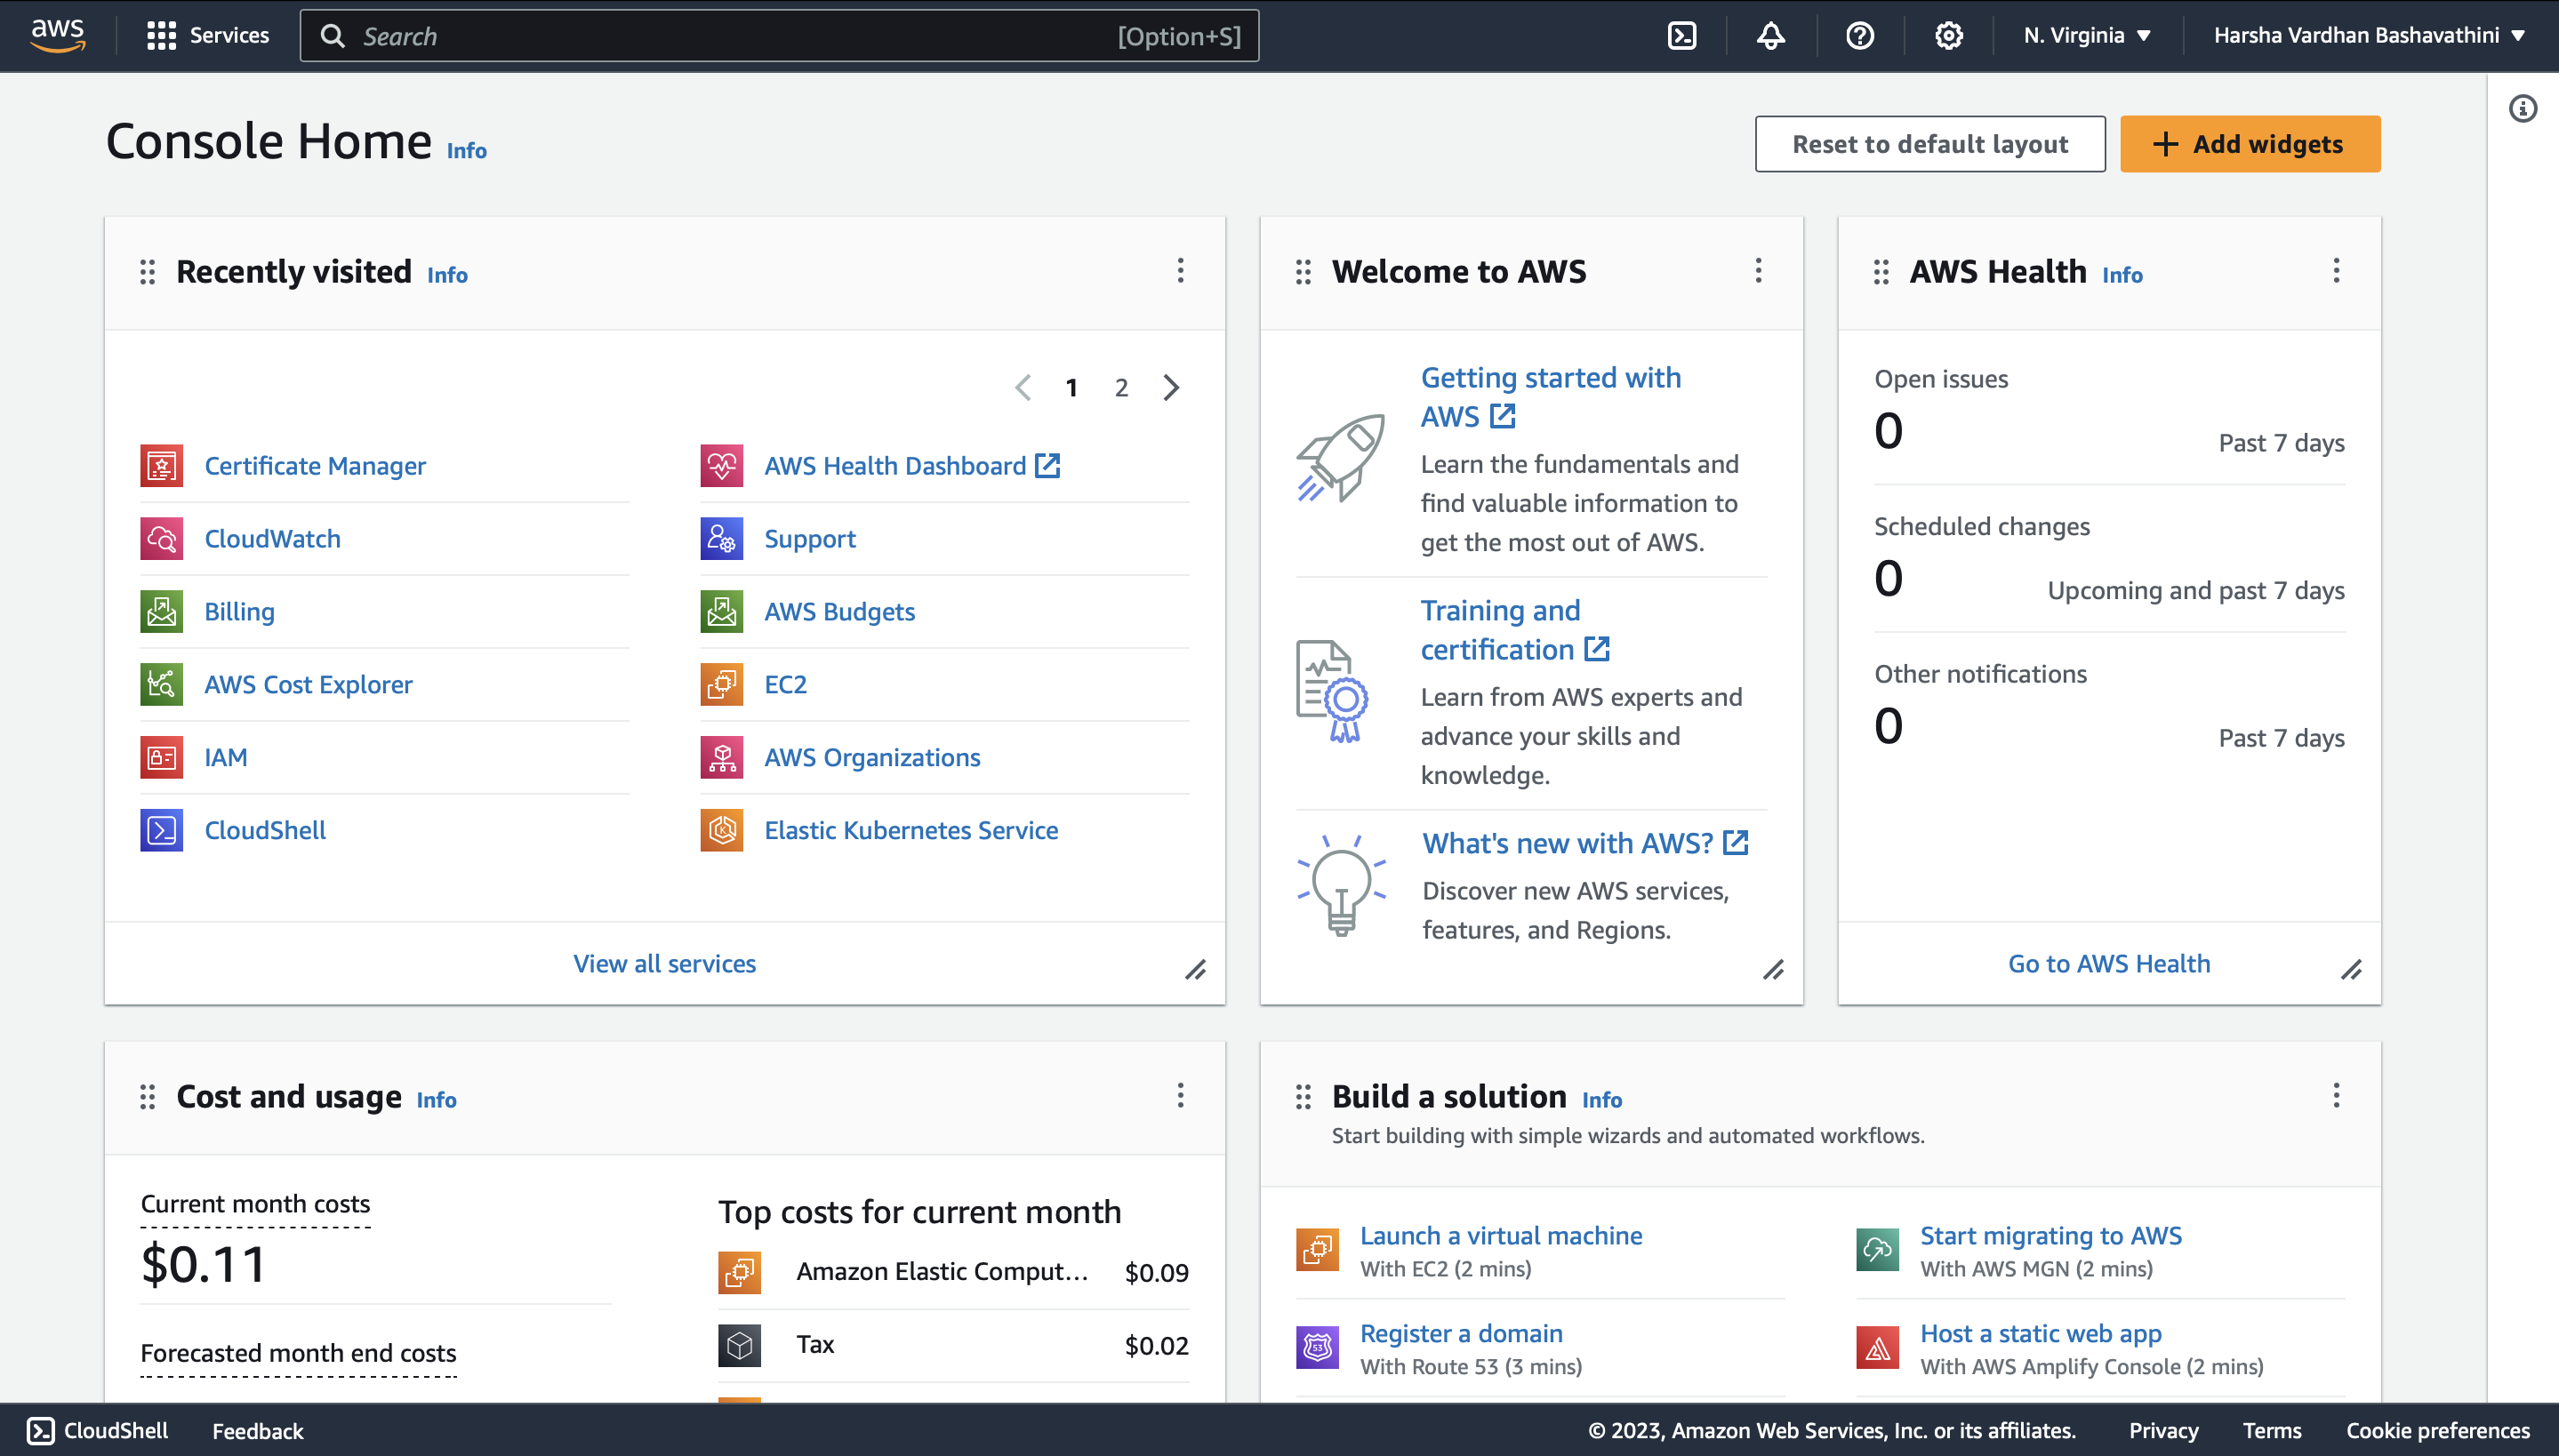 aws
Services
Search
[Option+S]
N. Virginia
Harsha Vardhan Bashavathini
Console Home
Info
Reset to default layout
Add widgets
Recently visited
Info
1
2
Certificate Manager
AWS Health Dashboard
CloudWatch
Support
Billing
AWS Budgets
AWS Cost Explorer
EC2
IAM
AWS Organizations
CloudShell
Elastic Kubernetes Service
View all services
Welcome to AWS
Getting started with
AWS
Learn the fundamentals and
find valuable information to
get the most out of AWS.
Training and
certification
Learn from AWS experts and
advance your skills and
knowledge.
What's new with AWS?
Discover new AWS services,
features, and Regions.
AWS Health
Info
Open issues
0
Past 7 days
Scheduled changes
0
Upcoming and past 7 days
Other notifications
0
Past 7 days
Go to AWS Health
Cost and usage
Info
Current month costs
$0.11
Forecasted month end costs
Top costs for current month
Amazon Elastic Comput...
$0.09
Tax
$0.02
Build a solution
Info
Start building with simple wizards and automated workflows.
Launch a virtual machine
With EC2 (2 mins)
Start migrating to AWS
With AWS MGN (2 mins)
53
Register a domain
With Route 53 (3 mins)
Host a static web app
With AWS Amplify Console (2 mins)
CloudShell
Feedback
© 2023, Amazon Web Services, Inc. or its affiliates.
Privacy
Terms
Cookie preferences